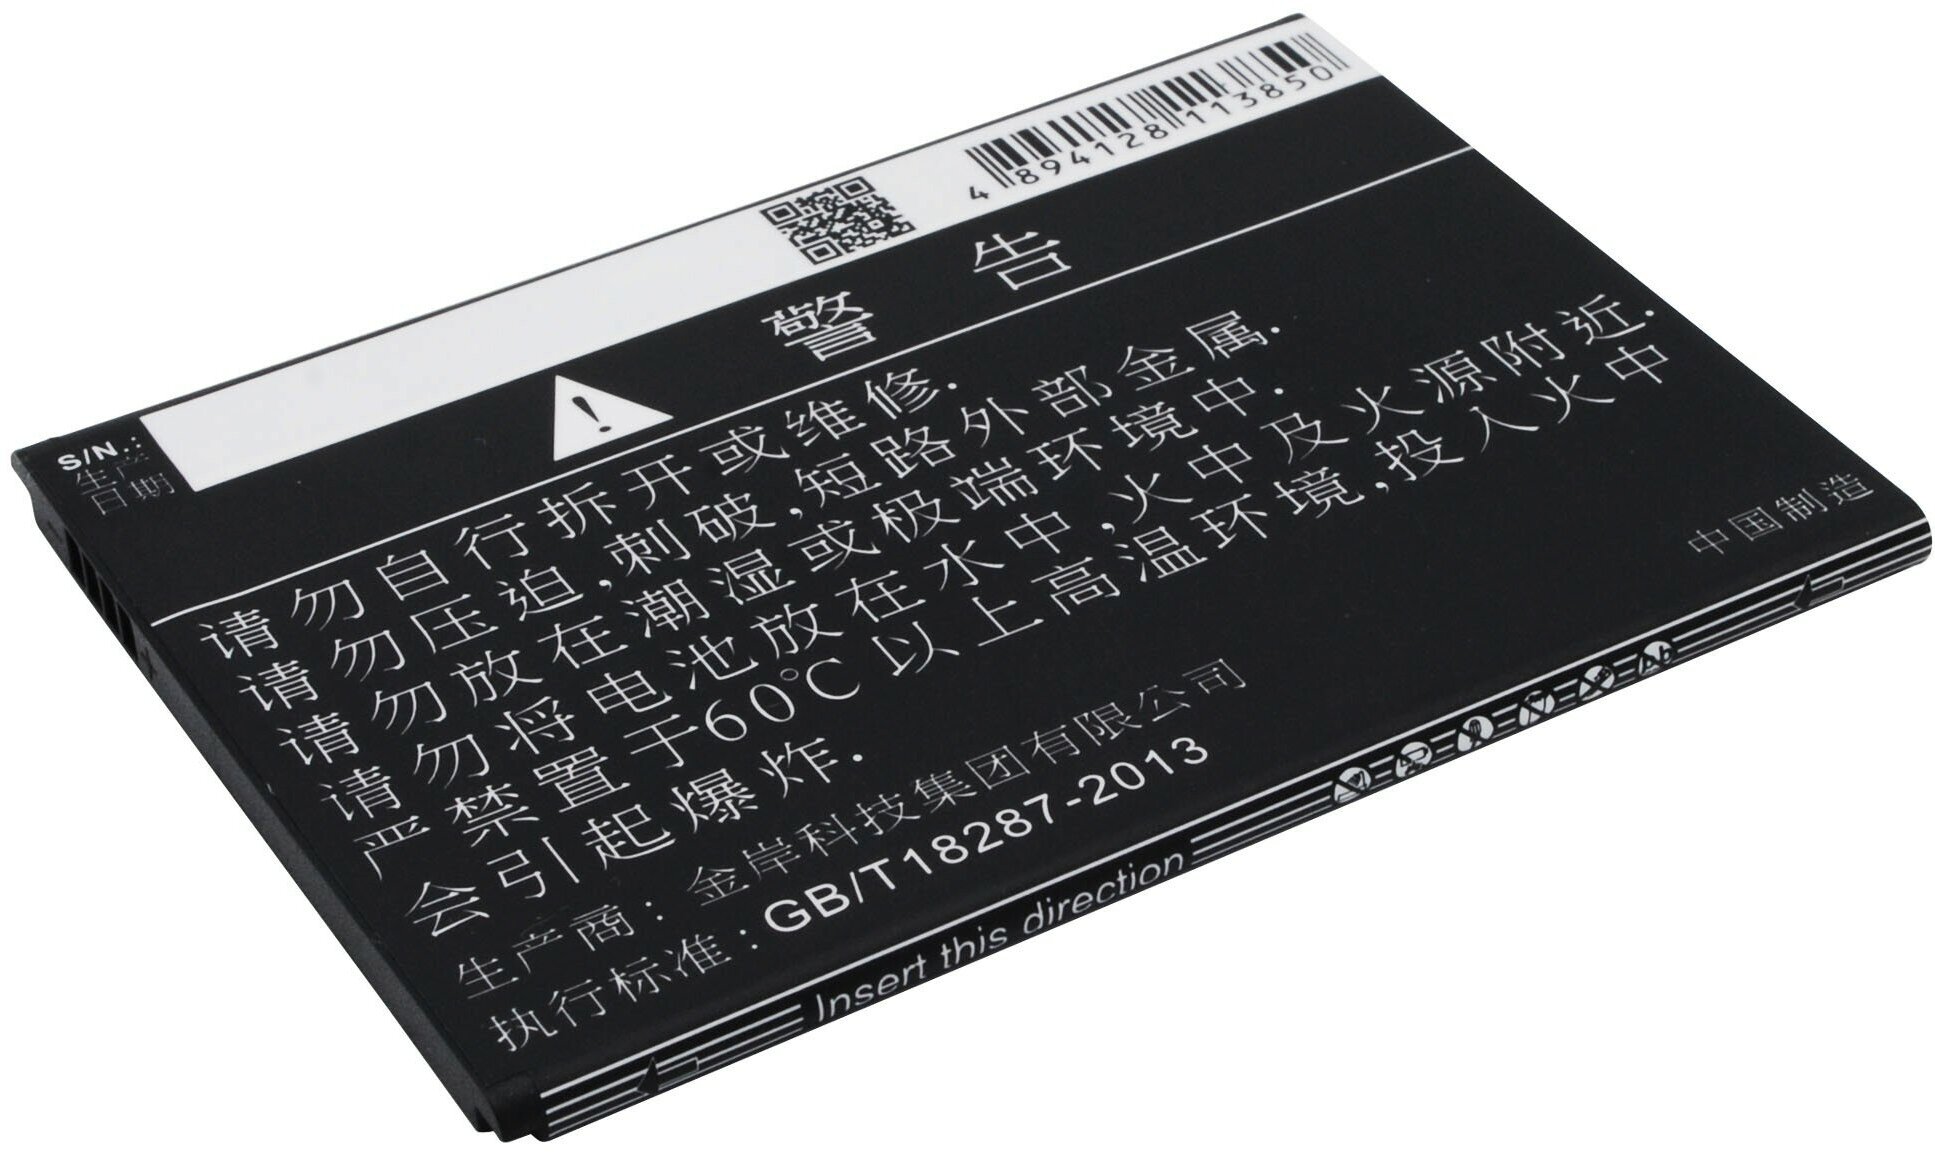 4 894128 113850
S/N.:
生产
日期
警 告
请勿自行拆开或维修.
请勿压迫,刺破,短路外部金属.
请勿放在潮湿或极端环境中.
请勿将电池放在水中,火中及火源附近.
严禁置于60℃以上高温环境,投入火中
会引起爆炸.
生产商：金岸科技集团有限公司
中国制造
执行标准：GB/T18287-2013
Insert this direction